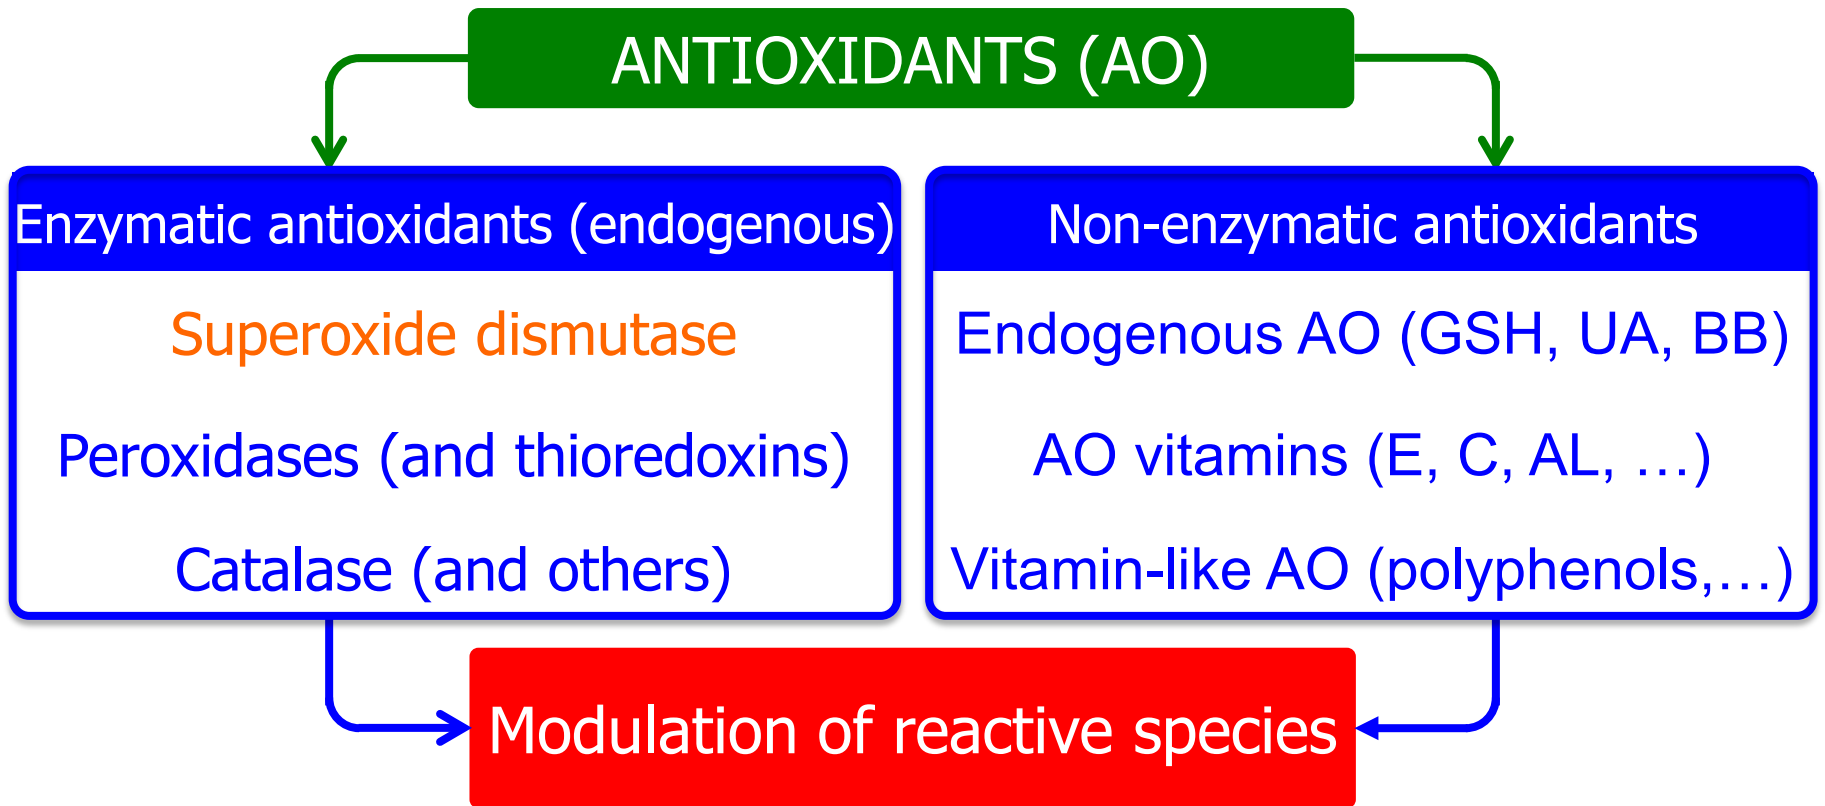 ANTIOXIDANTS (AO)
Enzymatic antioxidants (endogenous)
Superoxide dismutase
Peroxidases (and thioredoxins)
Catalase (and others)
Non-enzymatic antioxidants
Endogenous AO (GSH, UA, BB)
AO vitamins (E, C, AL, …)
Vitamin-like AO (polyphenols,…)
Modulation of reactive species